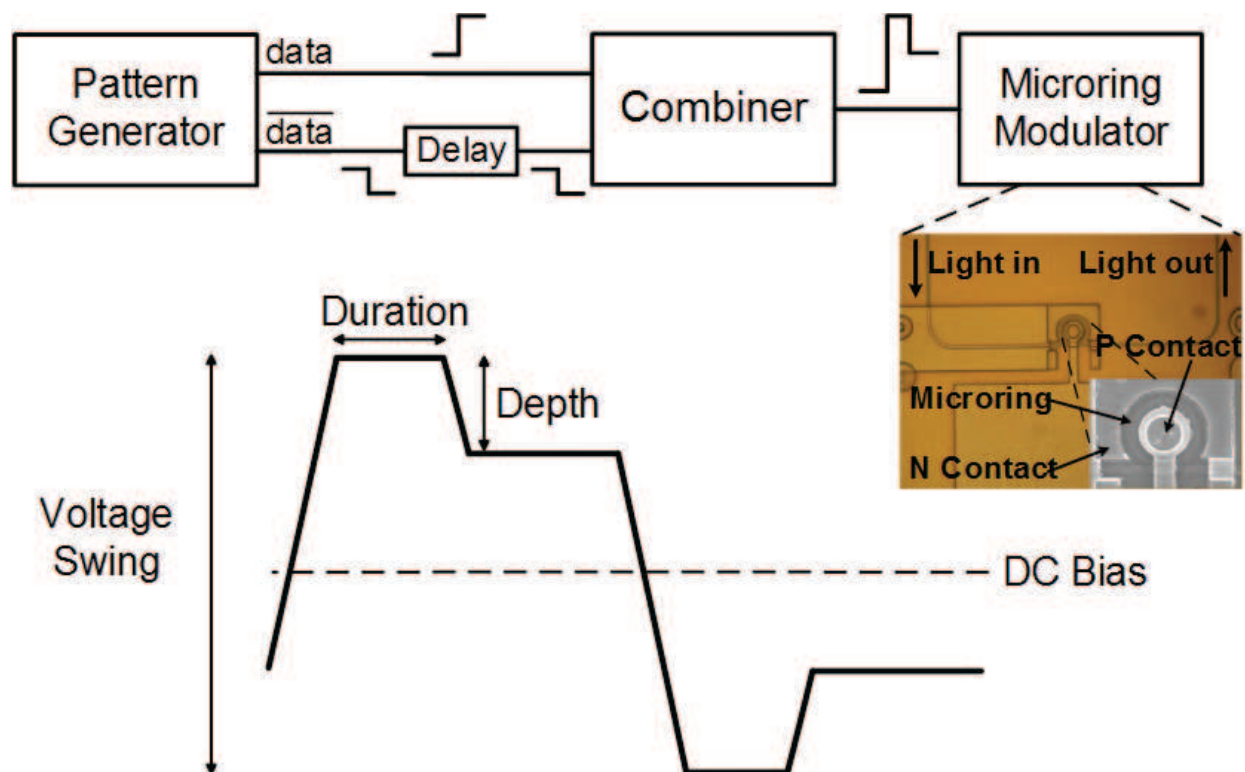 Pattern
Generator
data
data
Delay
Combiner
Microring
Modulator
Light in
Light out
P Contact
Microring
N Contact
Duration
Depth
Voltage
Swing
DC Bias